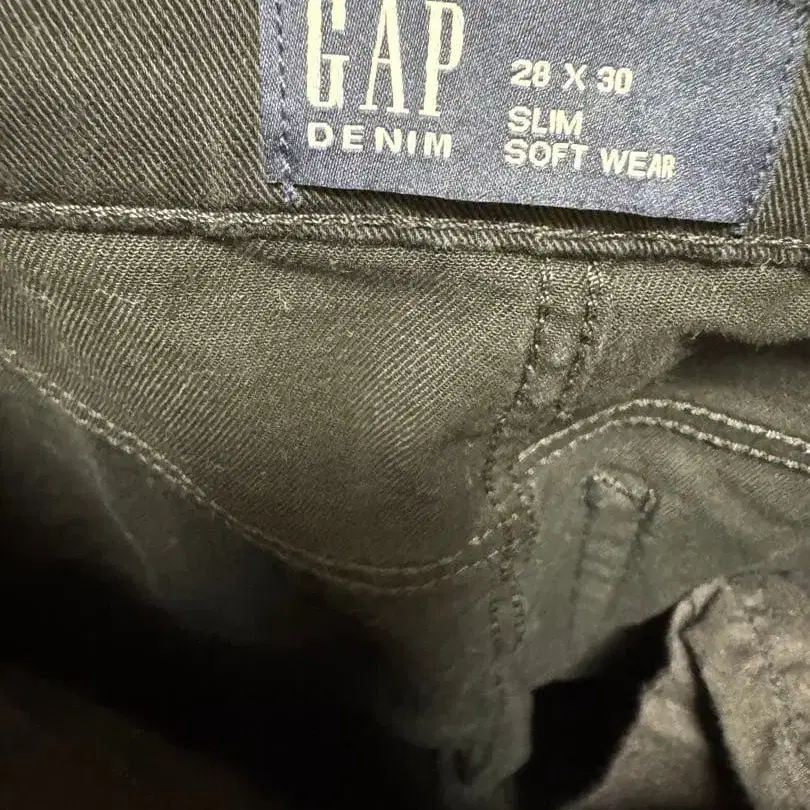 GAP
DENIM
28 X 30
SLIM
SOFT WEAR